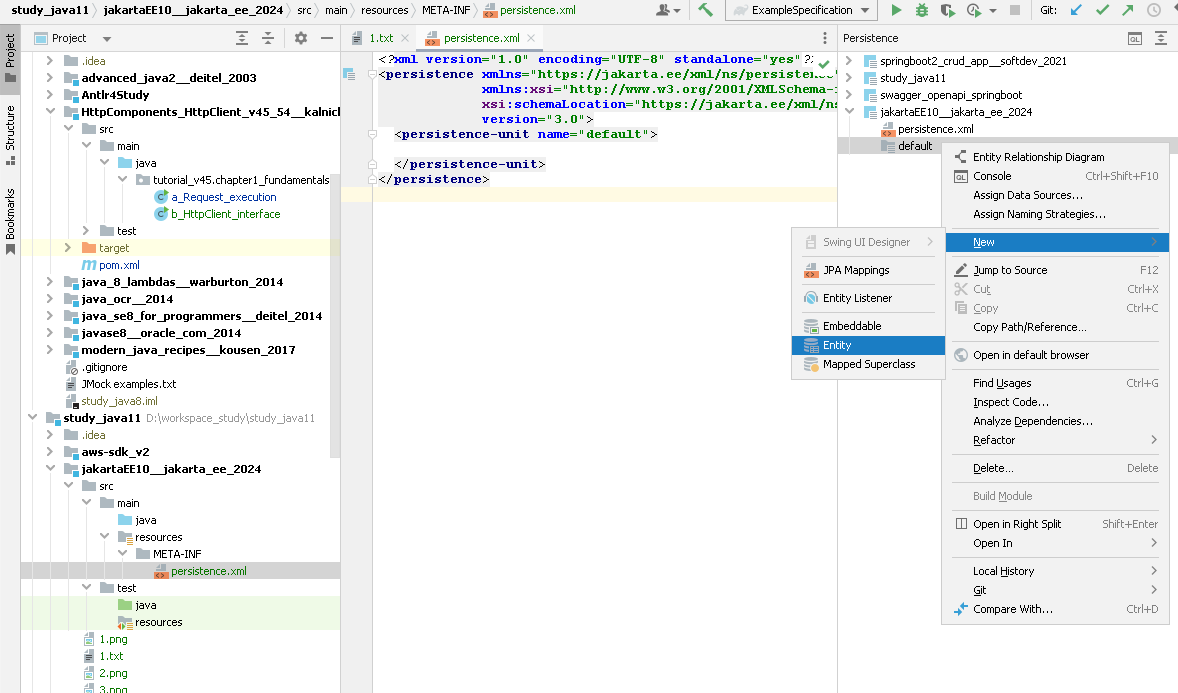 study_java11 jakartaEE10__jakarta_ee_2024 src main resources META-INF persistence.xml
ExampleSpecification
Git:
Project
Structure
Bookmarks
Project
.idea
advanced_java2__deitel_2003
Antlr4Study
HttpComponents_HttpClient_v45_54__kalnich
src
main
java
tutorial_v45.chapter1_fundamentals
a_Request_execution
b_HttpClient_interface
test
target
pom.xml
java_8_lambdas__warburton_2014
java_ocr__2014
java_se8_for_programmers__deitel_2014
javase8__oracle_com_2014
modern_java_recipes__kousen_2017
.gitignore
JMock examples.txt
study_java8.iml
study_java11 D:\workspace_study\study_java11
.idea
aws-sdk_v2
jakartaEE10__jakarta_ee_2024
src
main
java
resources
META-INF
persistence.xml
test
java
resources
1.png
1.txt
2.png
3.png
1.txt
persistence.xml
<?xml version="1.0" encoding="UTF-8" standalone="yes"?>
<persistence xmlns="https://jakarta.ee/xml/ns/persistence"
xmlns:xsi="http://www.w3.org/2001/XMLSchema-i
xsi:schemaLocation="https://jakarta.ee/xml/ns
version="3.0">
<persistence-unit name="default">
</persistence-unit>
</persistence>
Persistence
springboot2_crud_app__softdev_2021
study_java11
swagger_openapi_springboot
jakartaEE10__jakarta_ee_2024
persistence.xml
default
Entity Relationship Diagram
Console Ctrl+Shift+F10
Assign Data Sources...
Assign Naming Strategies...
New
Jump to Source F12
Cut Ctrl+X
Copy Ctrl+C
Copy Path/Reference...
Open in default browser
Find Usages Ctrl+G
Inspect Code...
Analyze Dependencies...
Refactor
Delete... Delete
Build Module
Open in Right Split Shift+Enter
Open In
Local History
Git
Compare With... Ctrl+D
Swing UI Designer
JPA Mappings
Entity Listener
Embeddable
Entity
Mapped Superclass